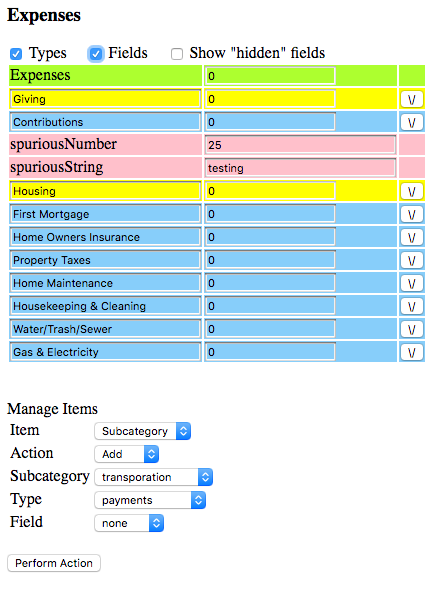 Expenses
Types Fields Show "hidden" fields
Expenses 0
Giving 0 \/
Contributions 0 \/
spuriousNumber 25
spuriousString testing
Housing 0 \/
First Mortgage 0 \/
Home Owners Insurance 0 \/
Property Taxes 0 \/
Home Maintenance 0 \/
Housekeeping & Cleaning 0 \/
Water/Trash/Sewer 0 \/
Gas & Electricity 0 \/
Manage Items
Item Subcategory
Action Add
Subcategory transporation
Type payments
Field none
Perform Action